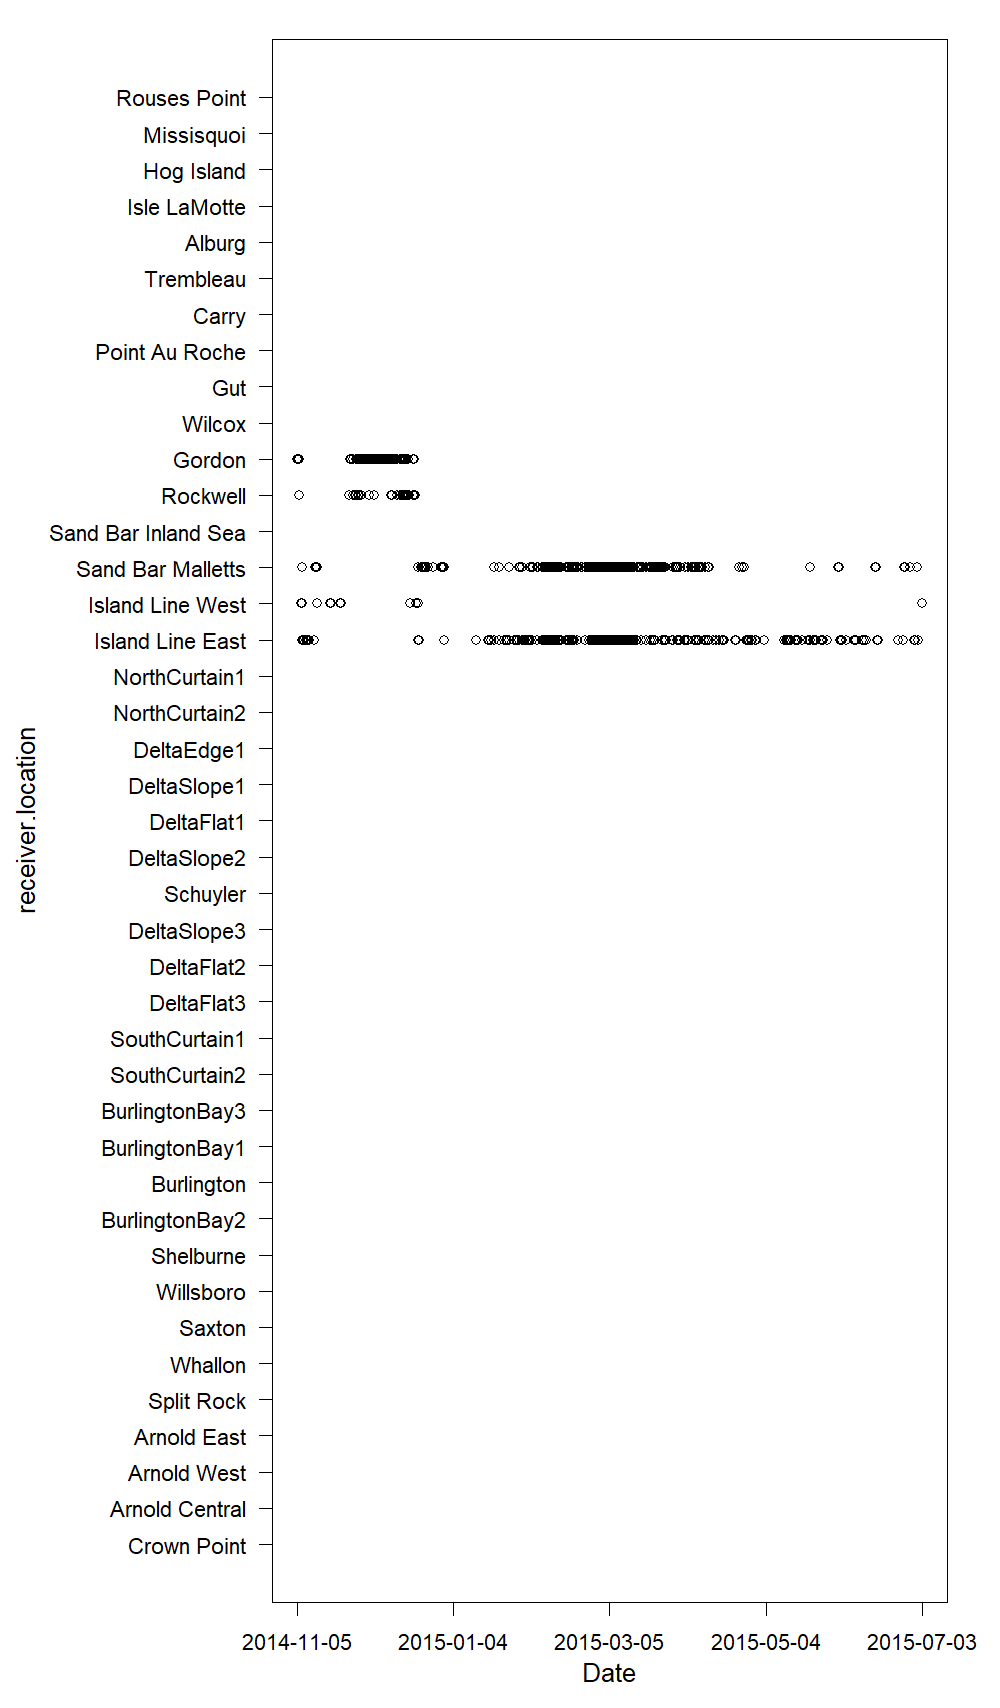 Rouses Point
Missisquoi
Hog Island
Isle LaMotte
Alburg
Trembleau
Carry
Point Au Roche
Gut
Wilcox
Gordon
Rockwell
Sand Bar Inland Sea
Sand Bar Malletts
Island Line West
Island Line East
NorthCurtain1
NorthCurtain2
DeltaEdge1
DeltaSlope1
DeltaFlat1
DeltaSlope2
Schuyler
DeltaSlope3
DeltaFlat2
DeltaFlat3
SouthCurtain1
SouthCurtain2
BurlingtonBay3
BurlingtonBay1
Burlington
BurlingtonBay2
Shelburne
Willsboro
Saxton
Whallon
Split Rock
Arnold East
Arnold West
Arnold Central
Crown Point
receiver.location
2014-11-05 2015-01-04 2015-03-05 2015-05-04 2015-07-03
Date